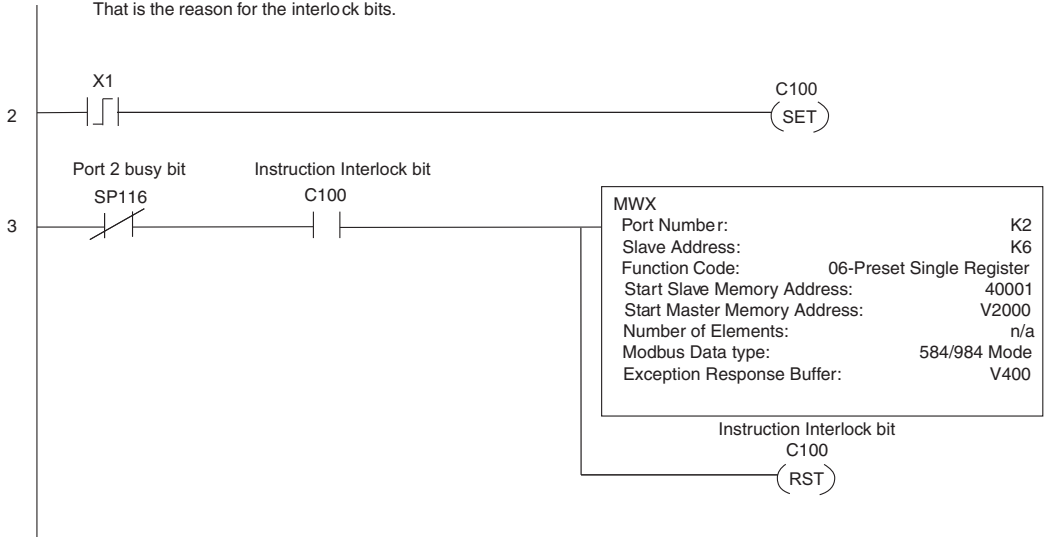 That is the reason for the interlock bits.
X1
C100
2
SET
Port 2 busy bit
Instruction Interlock bit
SP116
C100
3
MWX
Port Number: K2
Slave Address: K6
Function Code: 06-Preset Single Register
Start Slave Memory Address: 40001
Start Master Memory Address: V2000
Number of Elements: n/a
Modbus Data type: 584/984 Mode
Exception Response Buffer: V400
Instruction Interlock bit
C100
RST